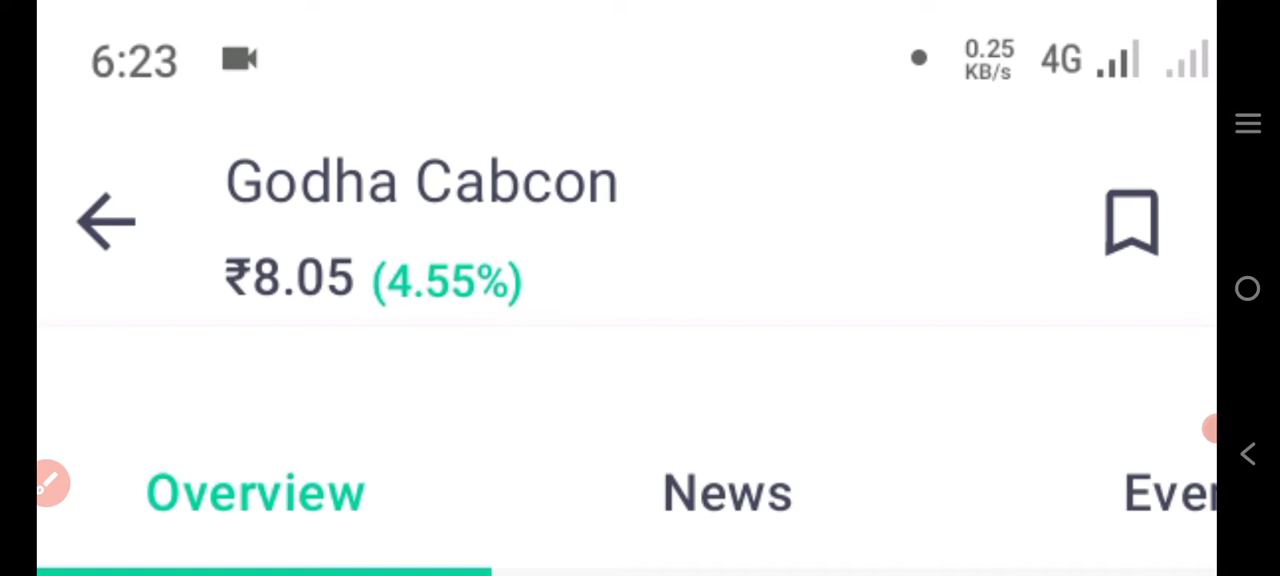 6:23
0.25
KB/s
4G
Godha Cabcon
₹8.05 (4.55%)
Overview News